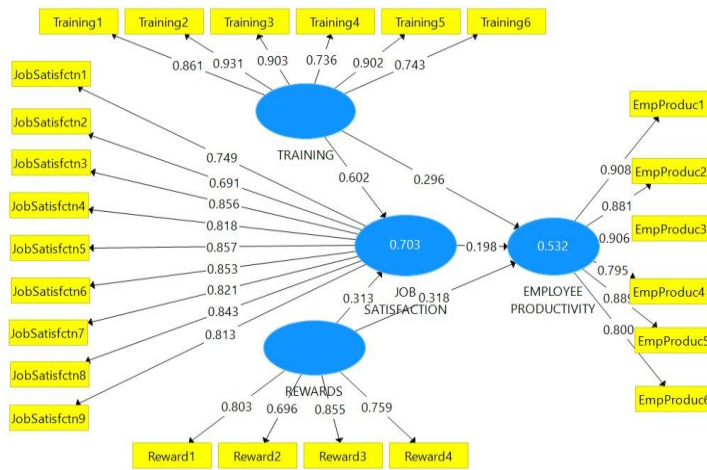 Training1 Training2 Training3 Training4 Training5 Training6
0.861 0.931 0.903 0.736 0.902 0.743
TRAINING
JobSatisfctn1
JobSatisfctn2
JobSatisfctn3
JobSatisfctn4
JobSatisfctn5
JobSatisfctn6
JobSatisfctn7
JobSatisfctn8
JobSatisfctn9
0.749
0.691
0.856
0.818
0.857
0.853
0.821
0.843
0.813
0.602
0.296
0.703
0.198
0.532
JOB
SATISFACTION
EMPLOYEE
PRODUCTIVITY
0.313
0.318
REWARDS
0.803 0.696 0.855 0.759
Reward1 Reward2 Reward3 Reward4
0.908
0.881
0.906
0.795
0.889
0.800
EmpProduc1
EmpProduc2
EmpProduc3
EmpProduc4
EmpProduc5
EmpProduc6